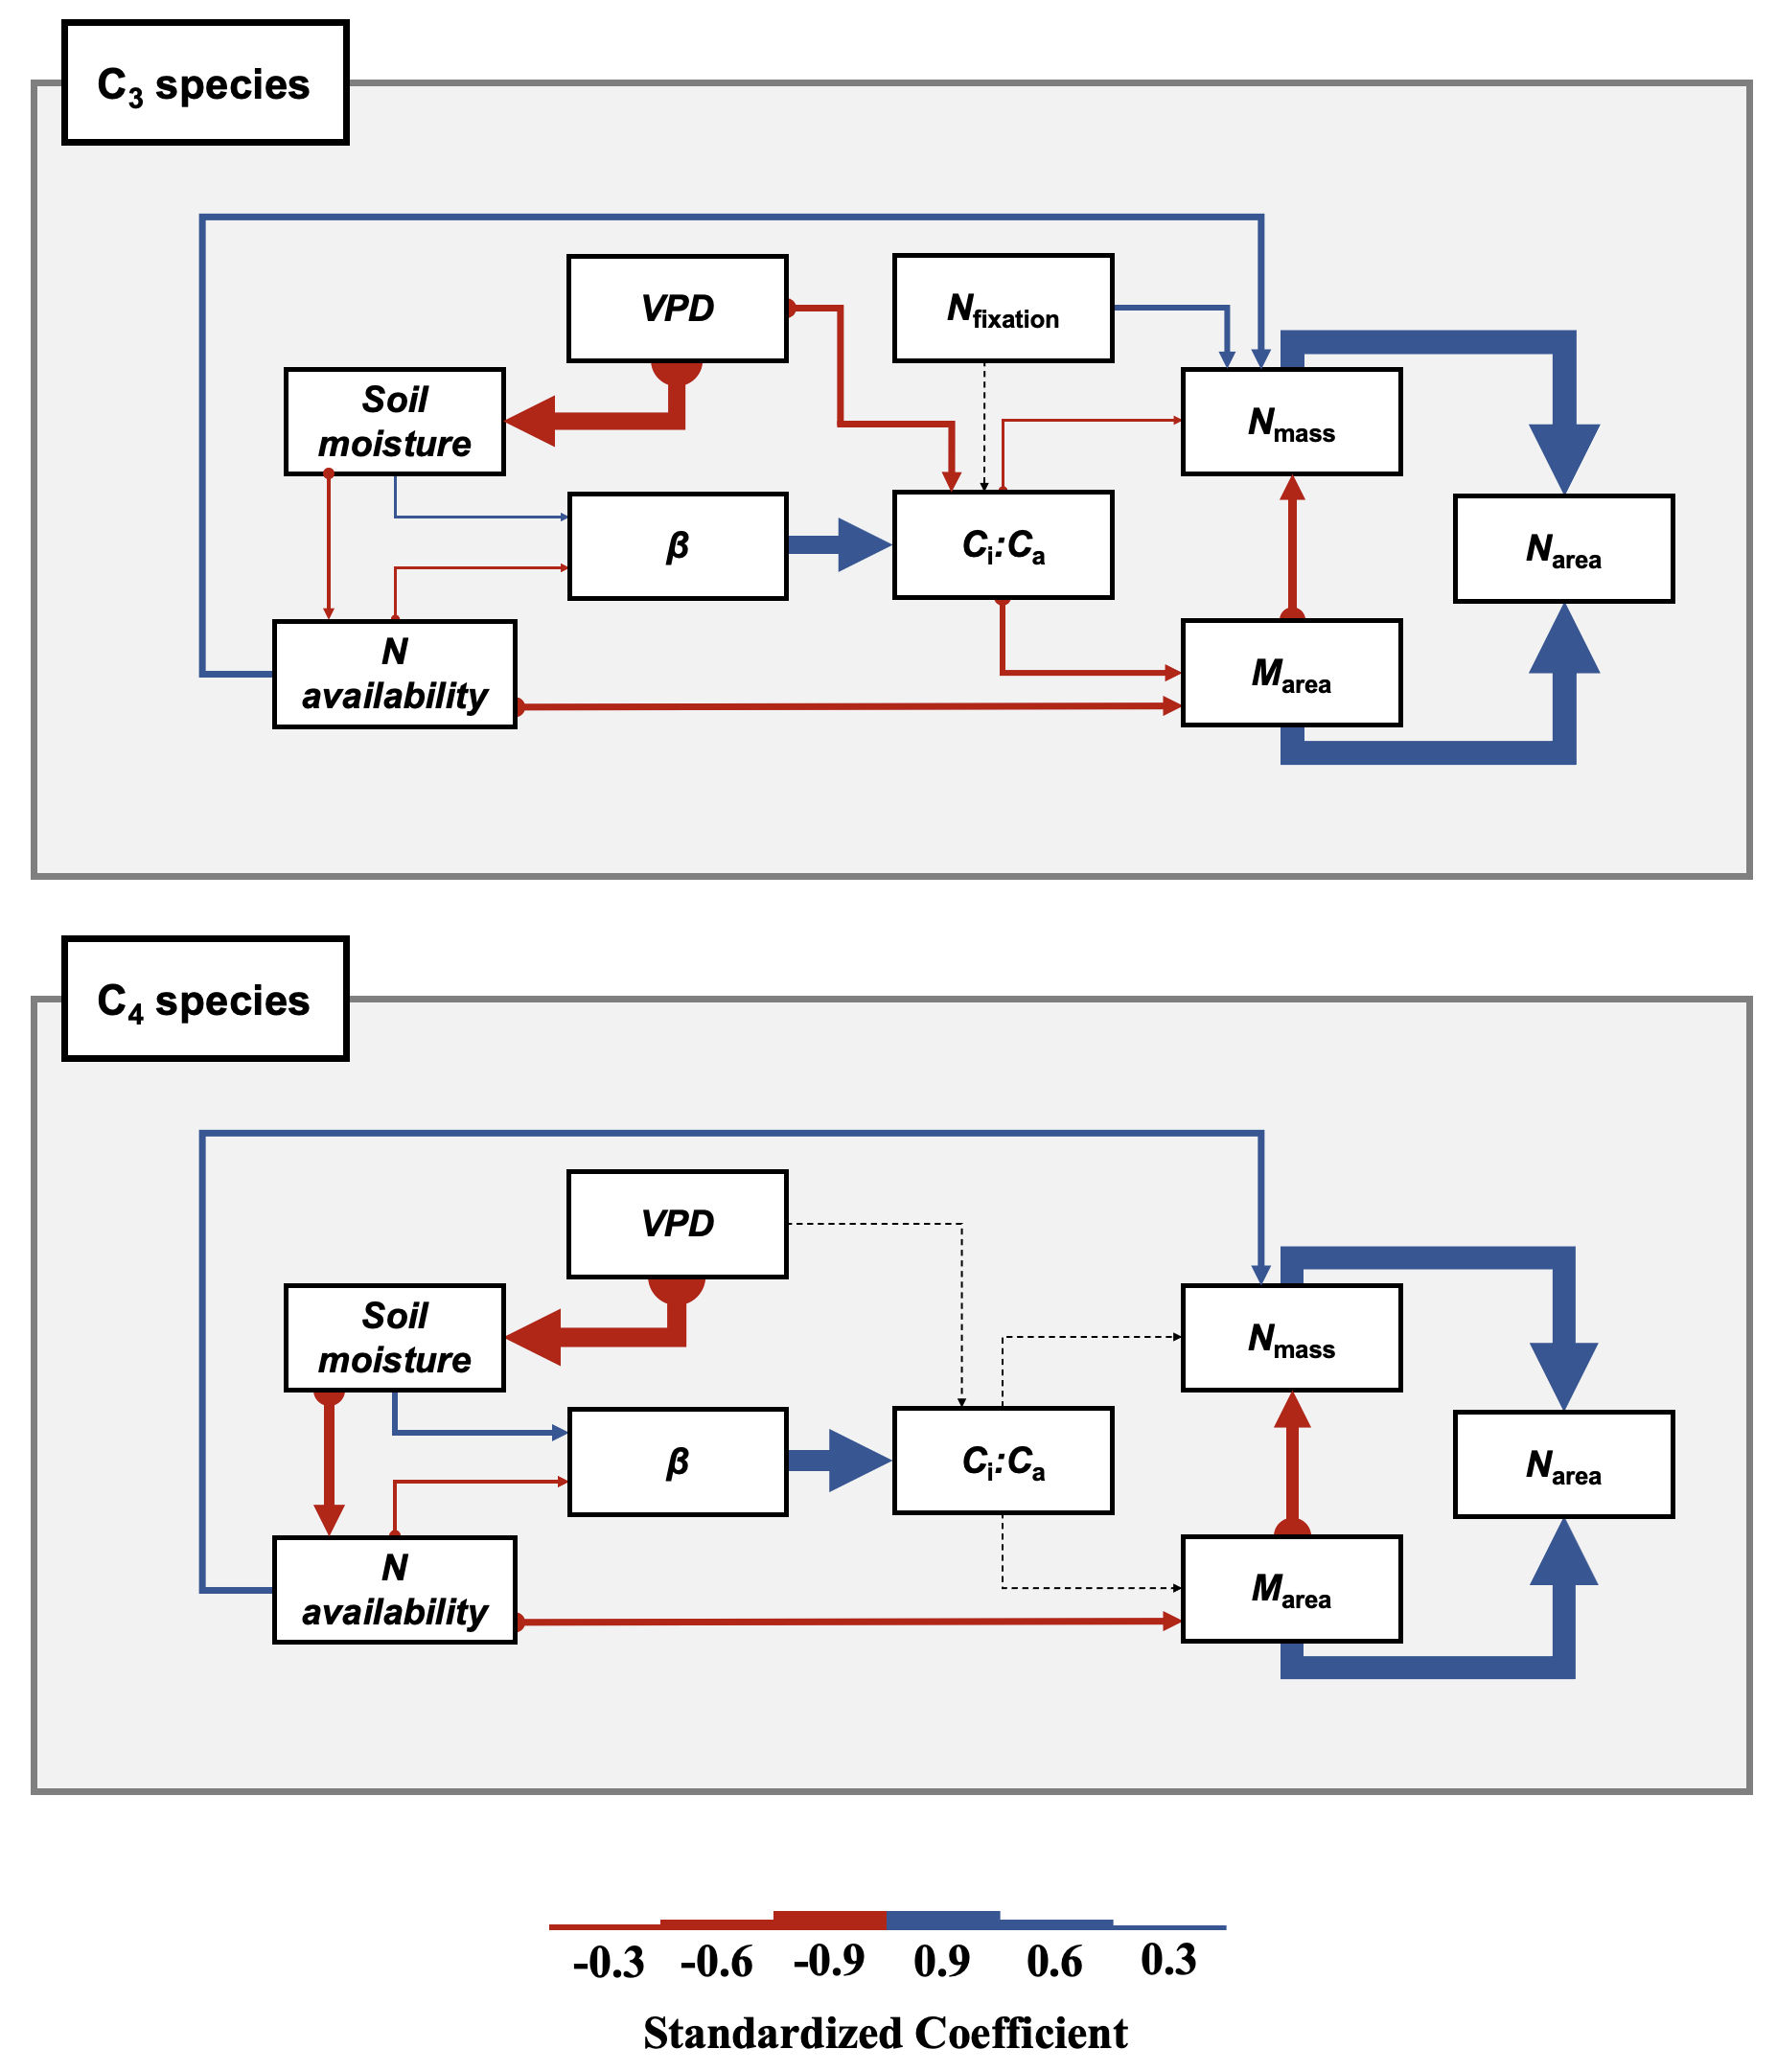 C₃ species
VPD
Nfixation
Soil
moisture
Nmass
β
Ci:Ca
Narea
N
availability
Marea
C₄ species
VPD
Soil
moisture
Nmass
β
Ci:Ca
Narea
N
availability
Marea
-0.3 -0.6 -0.9 0.9 0.6 0.3
Standardized Coefficient